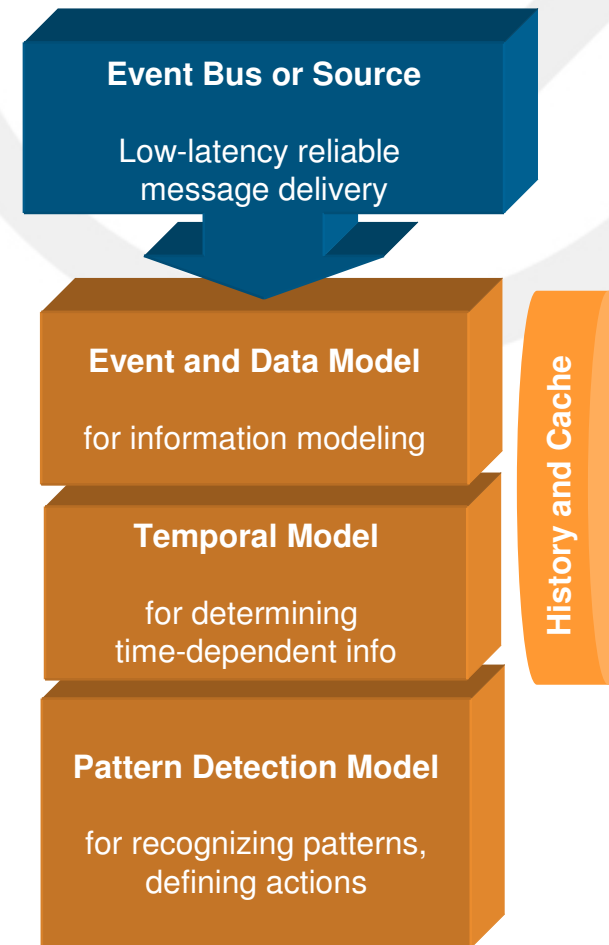 Event Bus or Source
Low-latency reliable
message delivery
Event and Data Model
for information modeling
History and Cache
Temporal Model
for determining
time-dependent info
Pattern Detection Model
for recognizing patterns,
defining actions